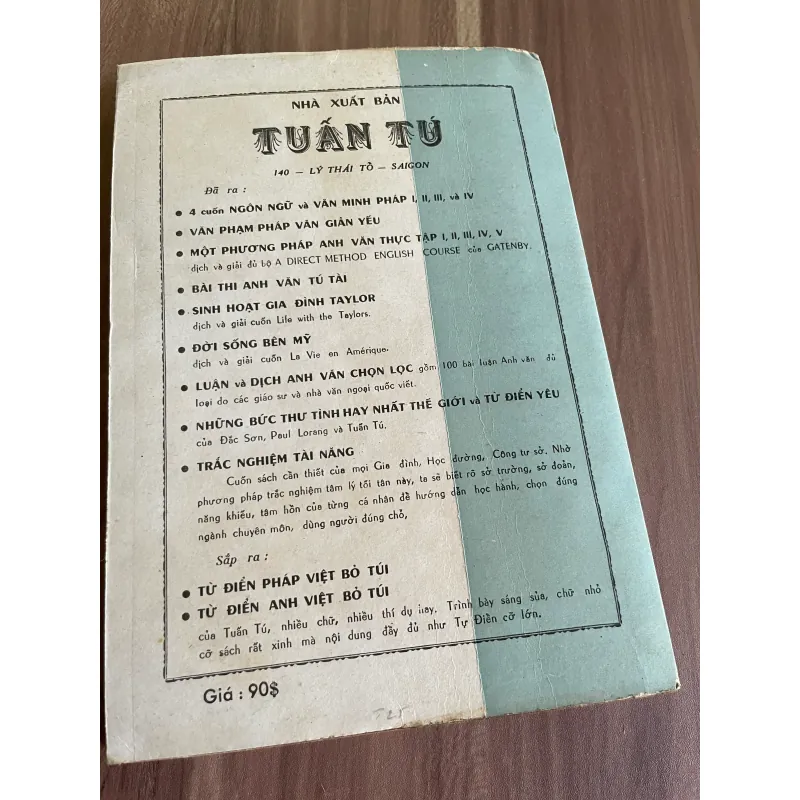 NHÀ XUẤT BẢN
TUẤN TÚ
140 – LÝ THÁI TỔ – SAIGON
Đã ra :
• 4 cuốn NGÔN NGỮ và VĂN MINH PHÁP I, II, III, và IV
• VĂN PHẠM PHÁP VĂN GIẢN YẾU
• MỘT PHƯƠNG PHÁP ANH VĂN THỰC TẬP I, II, III, IV, V
dịch và giải đủ bộ A DIRECT METHOD ENGLISH COURSE của GATENBY.
• BÀI THI ANH VĂN TÚ TÀI
• SINH HOẠT GIA ĐÌNH TAYLOR
dịch và giải cuốn Life with the Taylors.
• ĐỜI SỐNG BÊN MỸ
dịch và giải cuốn La Vie en Amérique.
• LUẬN và DỊCH ANH VĂN CHỌN LỌC gồm 100 bài luận Anh văn đủ
loại do các giáo sư và nhà văn ngoại quốc viết.
• NHỮNG BỨC THƯ TÌNH HAY NHẤT THẾ GIỚI và TỪ ĐIỂN YÊU
của Đắc Sơn, Paul Lorang và Tuấn Tú.
• TRẮC NGHIỆM TÀI NĂNG
Cuốn sách cần thiết của mọi Gia đình, Học đường, Công tư sở. Nhờ
phương pháp trắc nghiệm tâm lý tối tân này, ta sẽ biết rõ sở trường, sở đoản,
năng khiếu, tâm hồn của từng cá nhân để hướng dẫn học hành, chọn đúng
ngành chuyên môn, dùng người đúng chỗ,
Sắp ra :
• TỪ ĐIỂN PHÁP VIỆT BỎ TÚI
• TỪ ĐIỂN ANH VIỆT BỎ TÚI
của Tuấn Tú, nhiều chữ, nhiều thí dụ hay. Trình bày sáng sủa, chữ nhỏ
cỡ sách rất xinh mà nội dung đầy đủ như Tự Điển cỡ lớn.
Giá : 90$